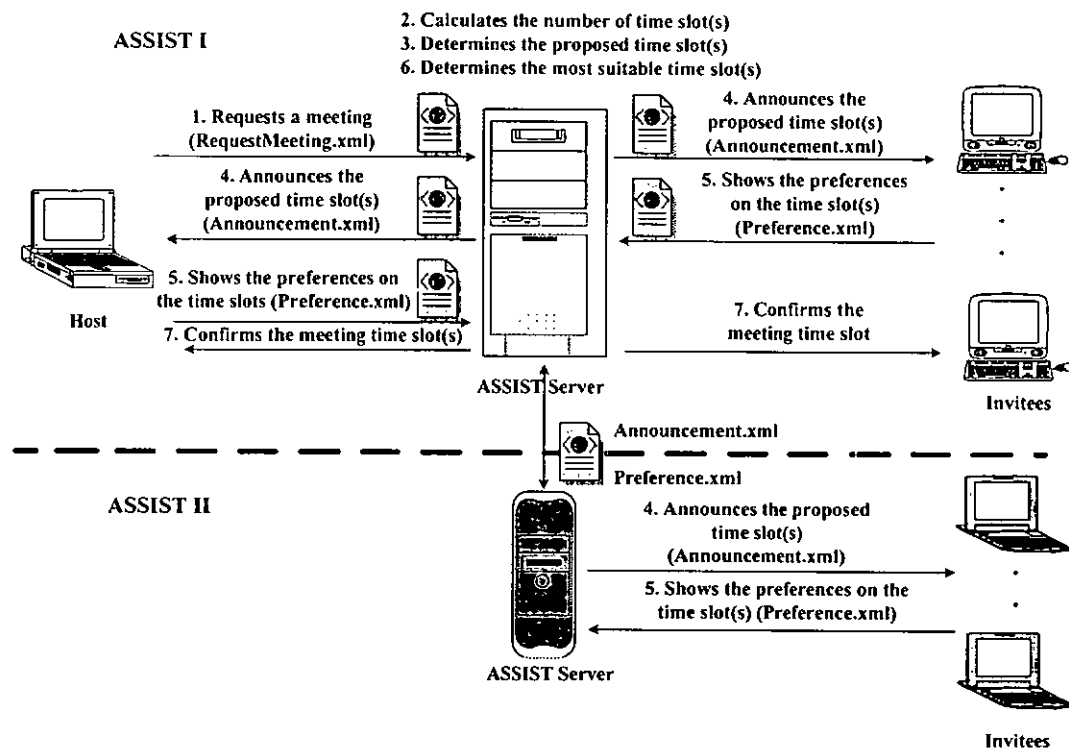 2. Calculates the number of time slot(s)
3. Determines the proposed time slot(s)
6. Determines the most suitable time slot(s)
ASSIST I
1. Requests a meeting
(RequestMeeting.xml)
4. Announces the
proposed time slot(s)
(Announcement.xml)
5. Shows the preferences on
the time slots (Preference.xml)
7. Confirms the meeting time slot(s)
Host
ASSIST Server
4. Announces the
proposed time slot(s)
(Announcement.xml)
5. Shows the preferences
on the time slot(s)
(Preference.xml)
7. Confirms the
meeting time slot
Invitees
Announcement.xml
Preference.xml
ASSIST II
4. Announces the proposed
time slot(s)
(Announcement.xml)
5. Shows the preferences on the
time slot(s) (Preference.xml)
ASSIST Server
Invitees